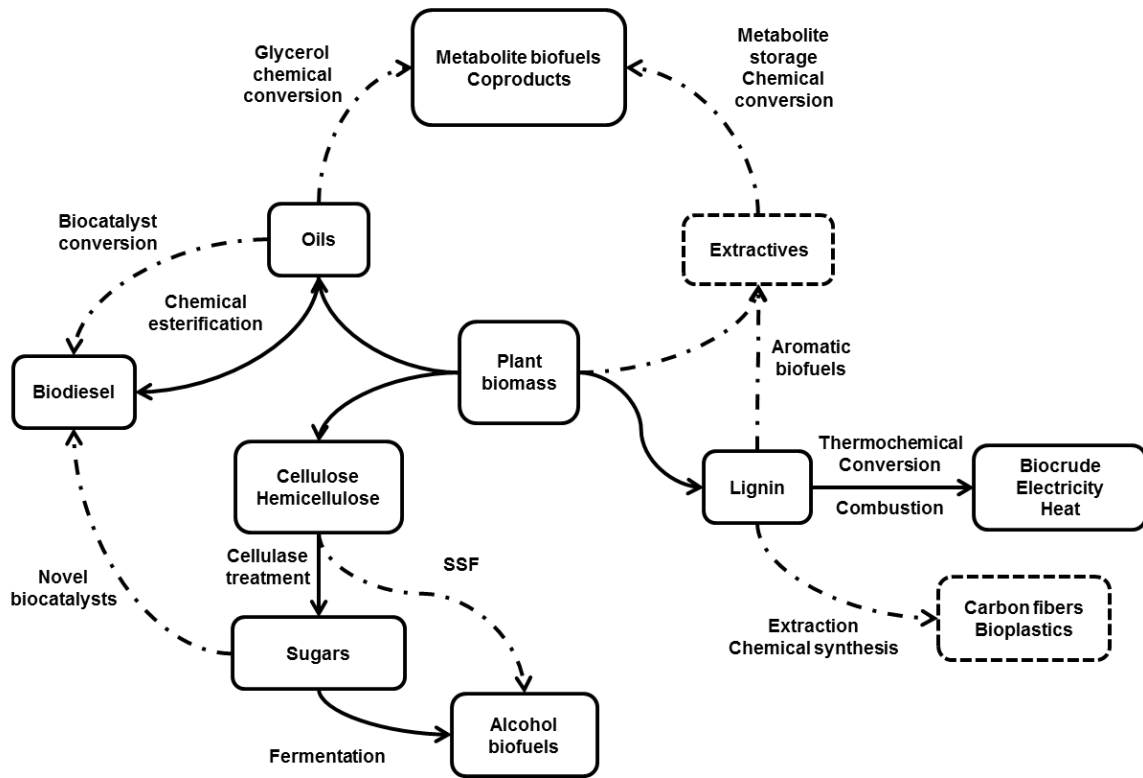 Glycerol
chemical
conversion
Metabolite biofuels
Coproducts
Metabolite
storage
Chemical
conversion
Biocatalyst
conversion
Oils
Extractives
Chemical
esterification
Plant
biomass
Aromatic
biofuels
Biodiesel
Cellulose
Hemicellulose
Lignin
Thermochemical
Conversion
Combustion
Biocrude
Electricity
Heat
Cellulase
treatment
SSF
Novel
biocatalysts
Sugars
Extraction
Chemical synthesis
Carbon fibers
Bioplastics
Fermentation
Alcohol
biofuels